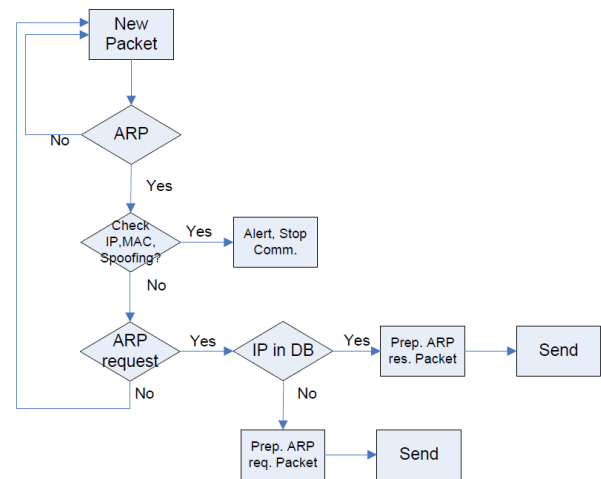 New
Packet
ARP
No
Yes
Check
IP,MAC,
Spoofing?
Yes
Alert, Stop
Comm.
No
ARP
request
Yes
IP in DB
Yes
Prep. ARP
res. Packet
Send
No
No
Prep. ARP
req. Packet
Send